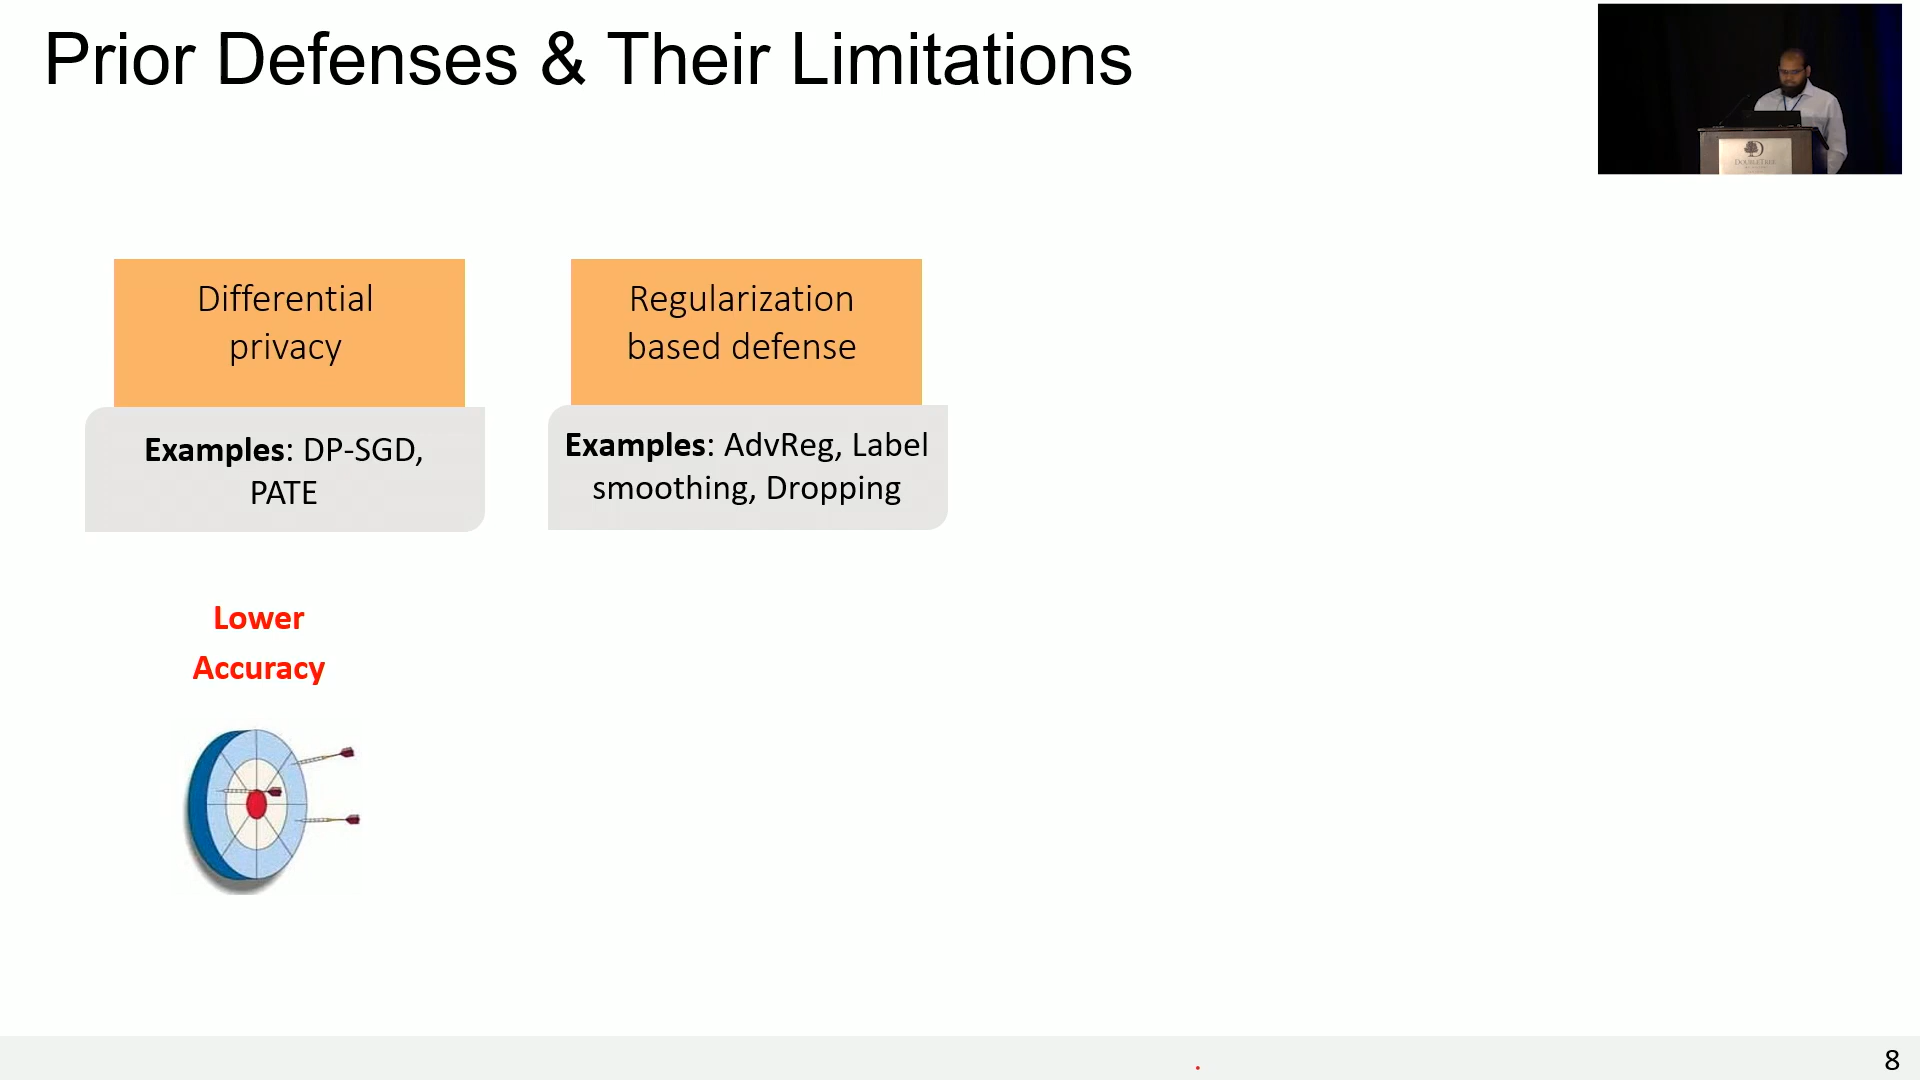 Prior Defenses & Their Limitations
DOUBLETREE
Differential
privacy
Regularization
based defense
Examples: DP-SGD,
PATE
Examples: AdvReg, Label
smoothing, Dropping
Lower
Accuracy
8